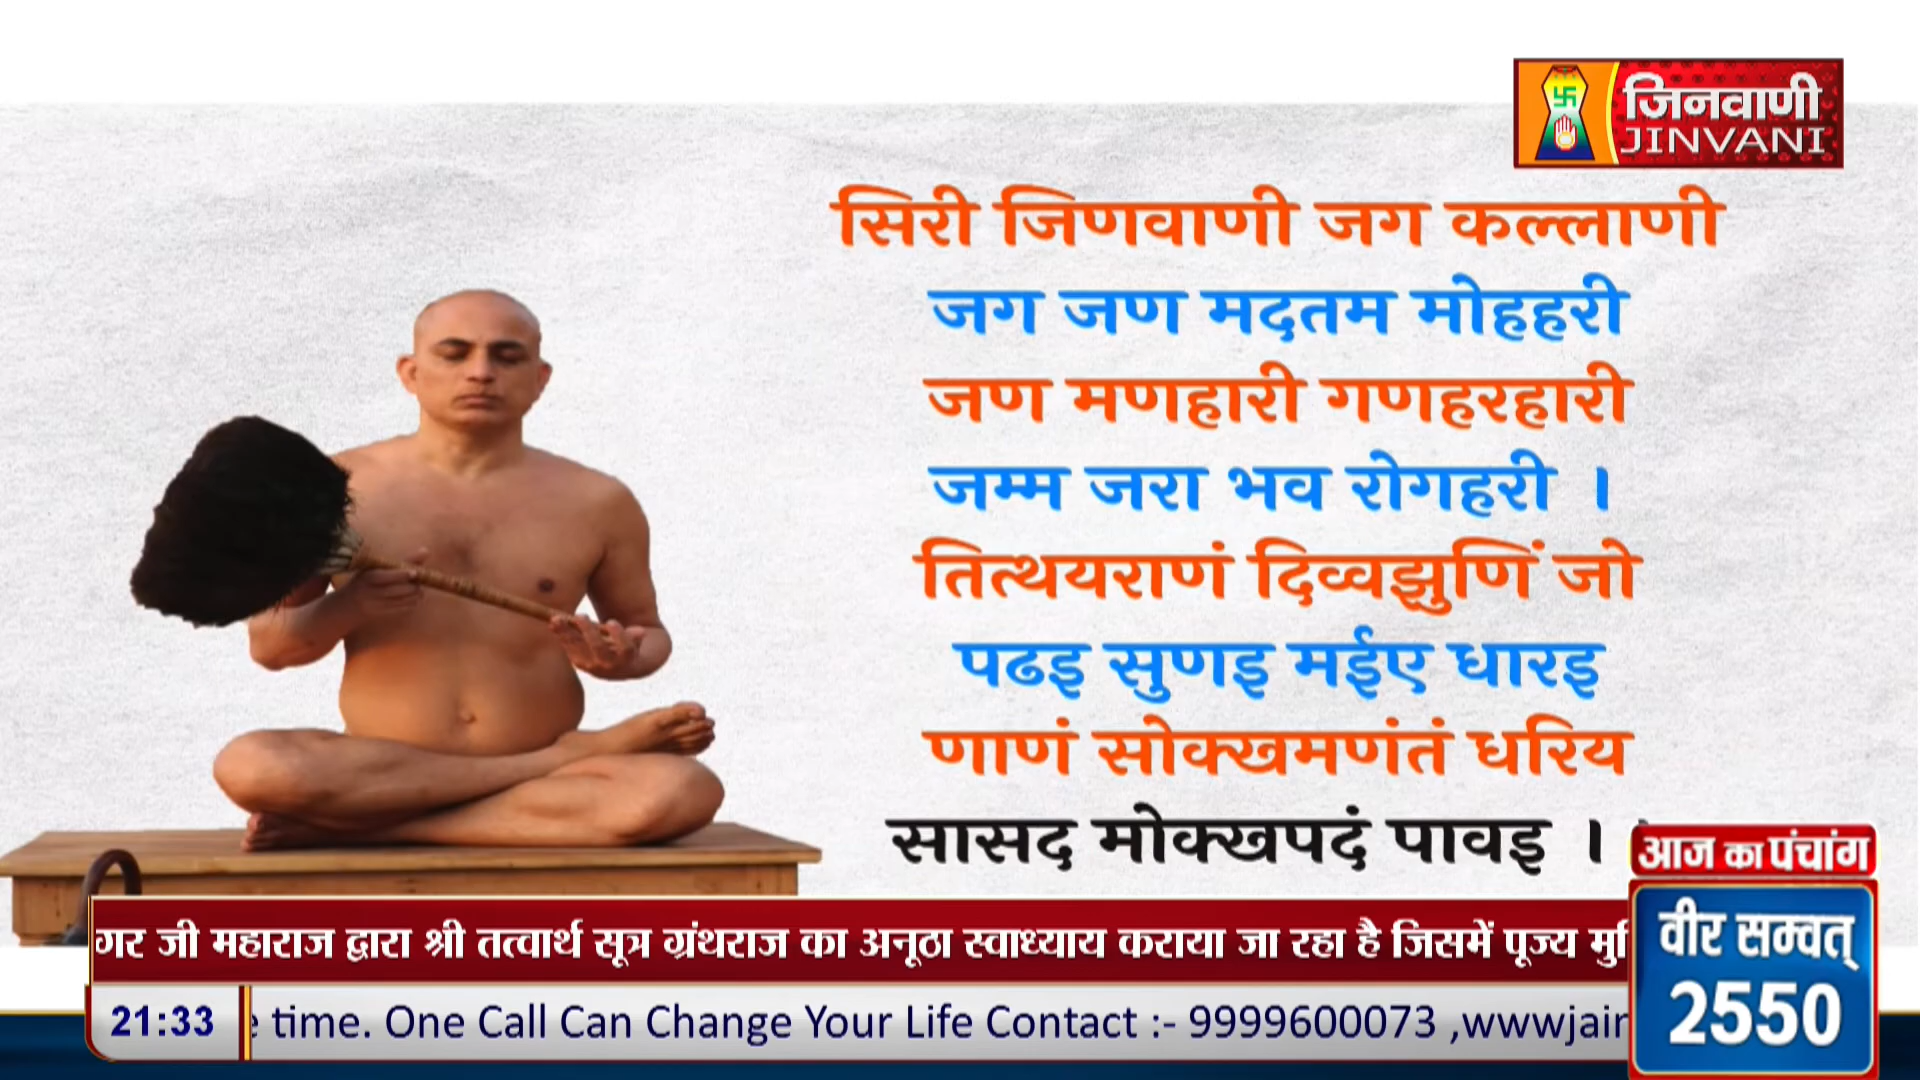 जिनवाणी
JINVANI
सिरी जिणवाणी जग कल्लाणी
जग जण मदतम मोहहरी
जण मणहारी गणहरहारी
जम्म जरा भव रोगहरी ।
तित्थयराणं दिव्वझुणिं जो
पढइ सुणइ मईए धारइ
णाणं सोक्खमणंतं धरिय
सासद मोक्खपदं पावइ ।
आज का पंचांग
वीर सम्वत्
2550
गर जी महाराज द्वारा श्री तत्वार्थ सूत्र ग्रंथराज का अनूठा स्वाध्याय कराया जा रहा है जिसमें पूज्य मु
21:33
e time. One Call Can Change Your Life Contact :- 9999600073 ,wwwjain